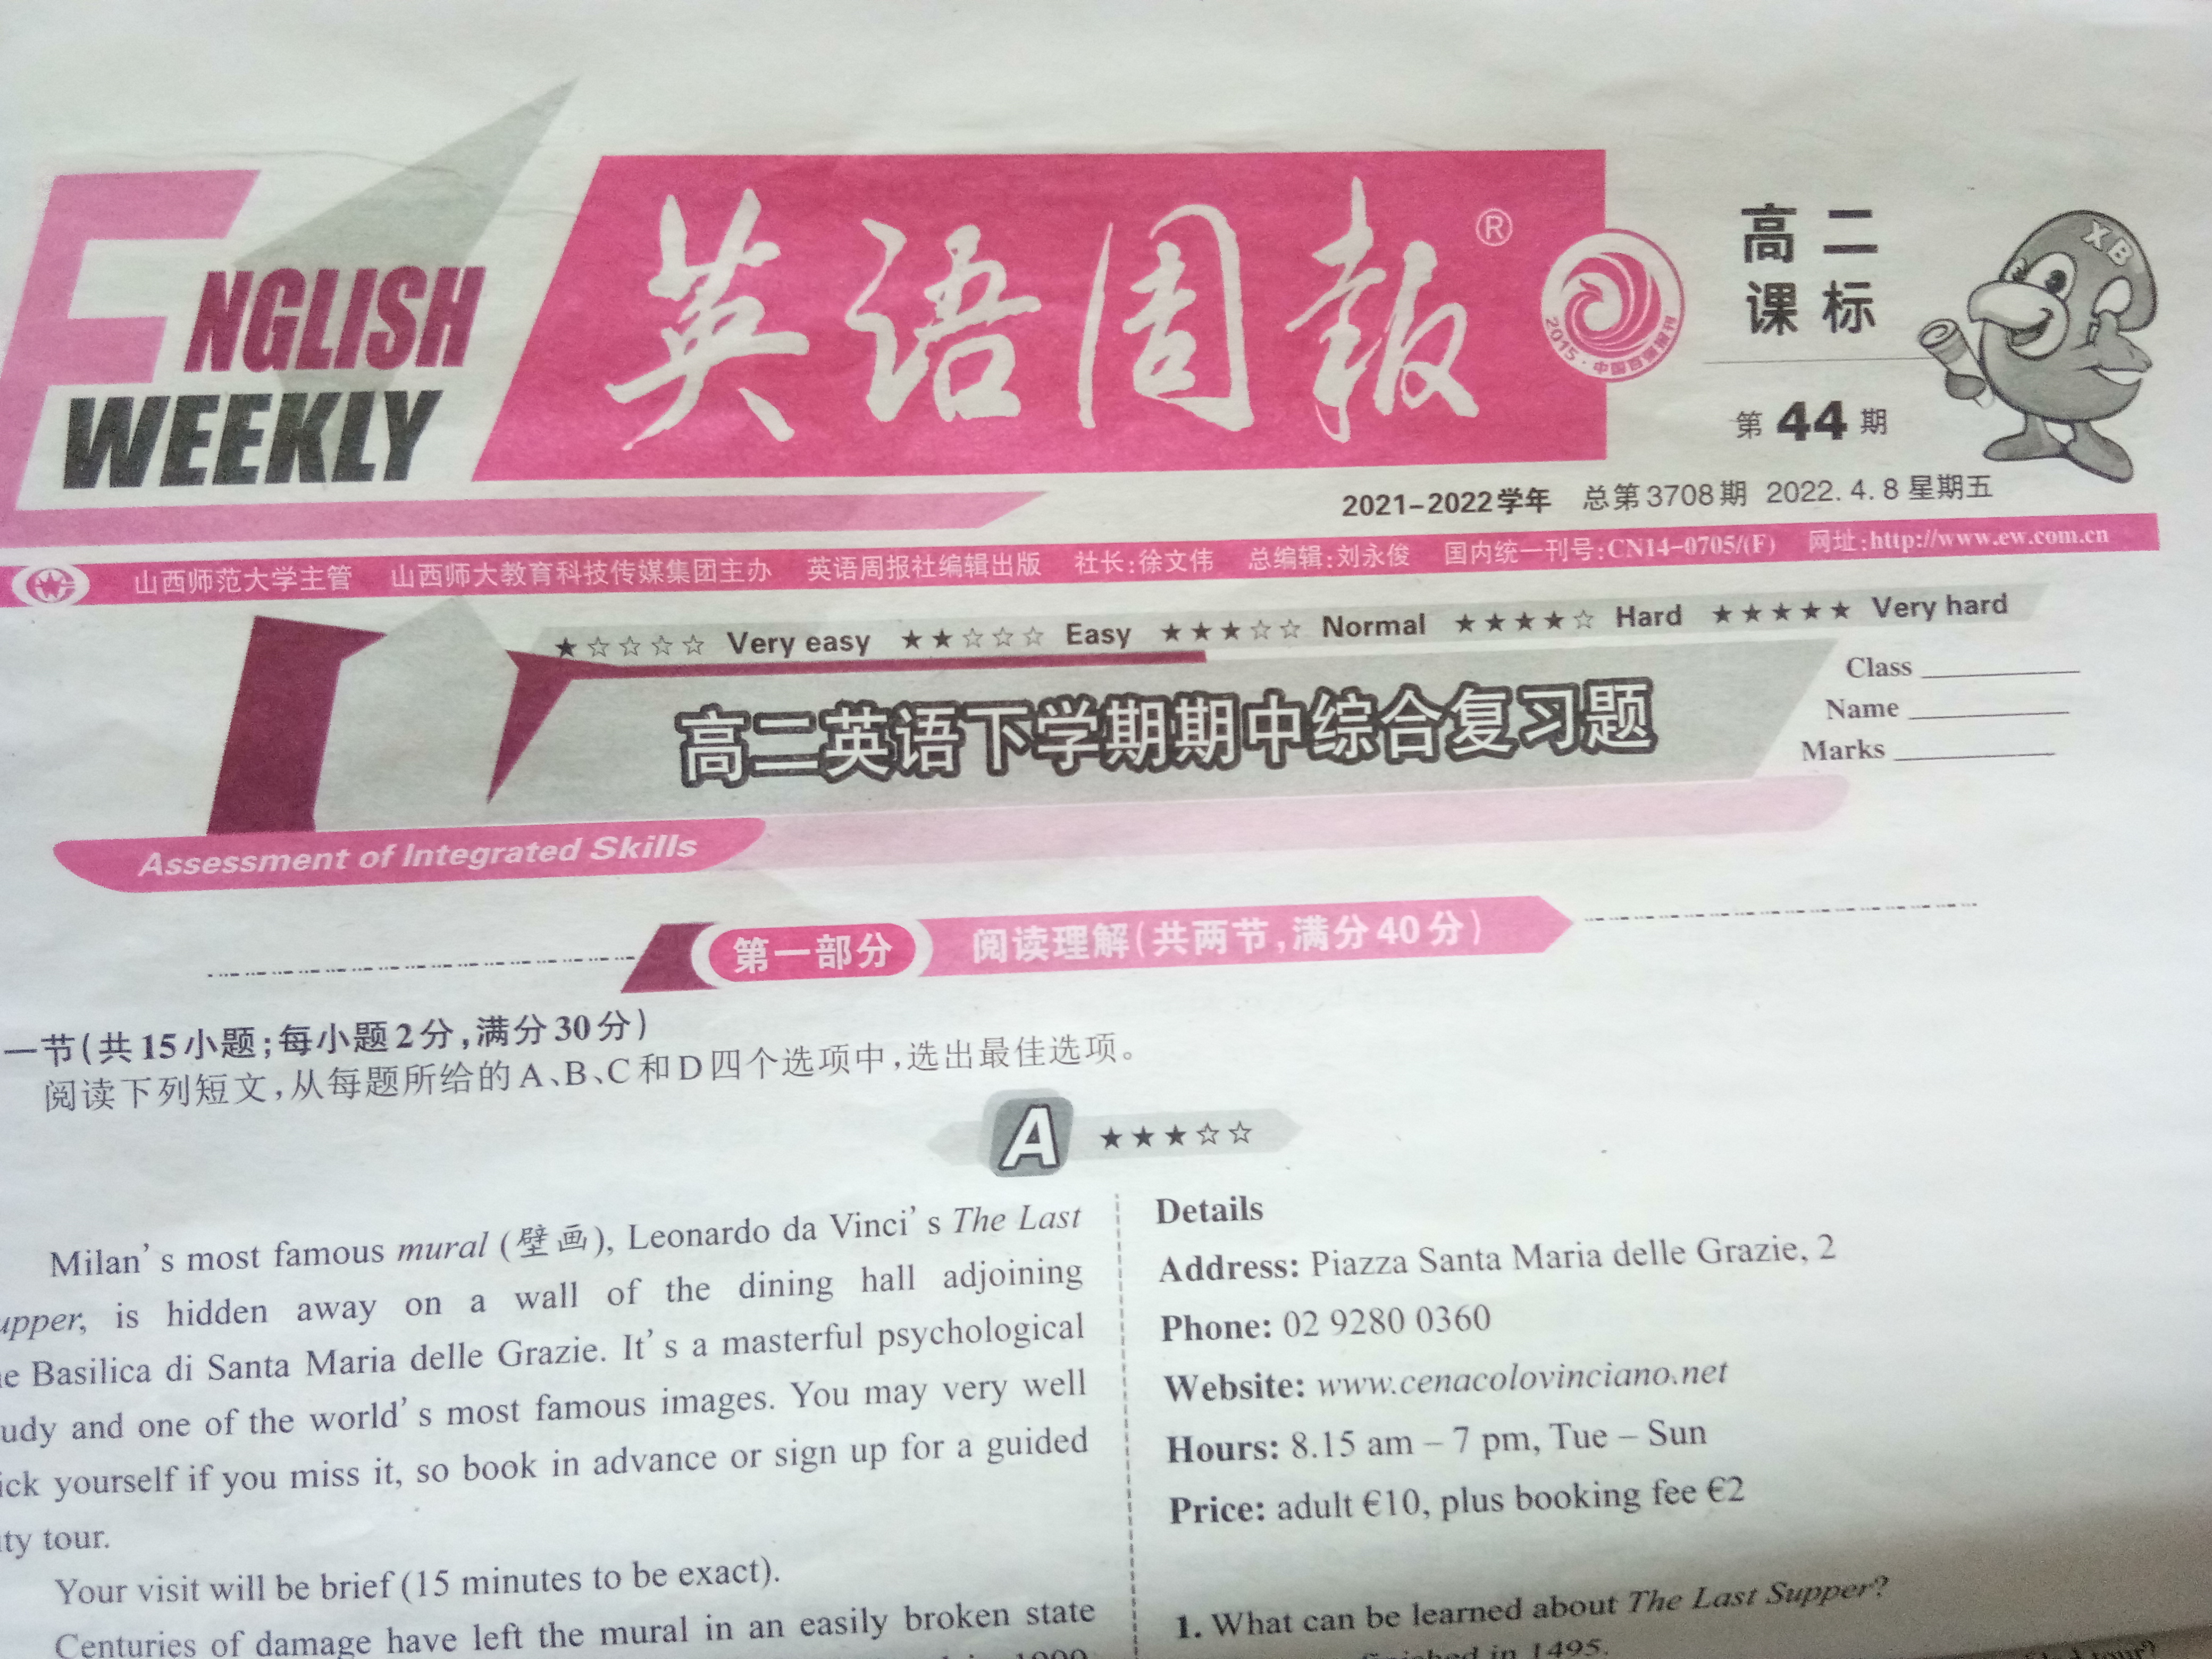 ENGLISH
WEEKLY
英语周报®
2015·中国百强报刊
高二
课标
XB
第44期
2021-2022学年 总第3708期 2022.4.8星期五
山西师范大学主管 山西师大教育科技传媒集团主办 英语周报社编辑出版 社长:徐文伟 总编辑:刘永俊 国内统一刊号:CN14-0705/(F) 网址:http://www.ew.com.cn
★☆☆☆☆ Very easy ★★☆☆☆ Easy ★★★☆☆ Normal ★★★★☆ Hard ★★★★★ Very hard
Class
Name
Marks
高二英语下学期期中综合复习题
Assessment of Integrated Skills
第一部分 阅读理解(共两节,满分40分)
一节(共15小题;每小题2分,满分30分)
阅读下列短文,从每题所给的A、B、C和D四个选项中,选出最佳选项。
A ★★★☆☆
Milan's most famous mural (壁画), Leonardo da Vinci's The Last
upper, is hidden away on a wall of the dining hall adjoining
e Basilica di Santa Maria delle Grazie. It's a masterful psychological
udy and one of the world's most famous images. You may very well
ick yourself if you miss it, so book in advance or sign up for a guided
ity tour.
Your visit will be brief (15 minutes to be exact).
Centuries of damage have left the mural in an easily broken state
Details
Address: Piazza Santa Maria delle Grazie, 2
Phone: 02 9280 0360
Website: www.cenacolovinciano.net
Hours: 8.15 am – 7 pm, Tue – Sun
Price: adult €10, plus booking fee €2
1. What can be learned about The Last Supper?
finished in 1495.